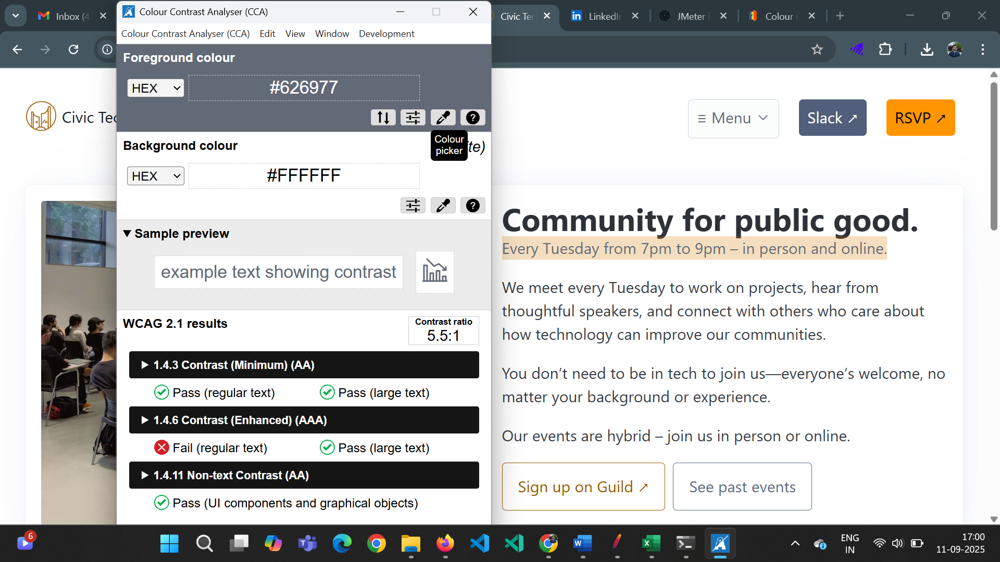 Inbox (4
Colour Contrast Analyser (CCA)
Civic Te
LinkedIn
JMeter
Colour
Colour Contrast Analyser (CCA) Edit View Window Development
Foreground colour
HEX
#626977
Colour picker
Background colour
ite)
HEX
#FFFFFF
Sample preview
example text showing contrast
WCAG 2.1 results
Contrast ratio
5.5:1
1.4.3 Contrast (Minimum) (AA)
Pass (regular text)
Pass (large text)
1.4.6 Contrast (Enhanced) (AAA)
Fail (regular text)
Pass (large text)
1.4.11 Non-text Contrast (AA)
Pass (UI components and graphical objects)
Civic Tec
Menu
Slack ↗
RSVP ↗
Community for public good.
Every Tuesday from 7pm to 9pm – in person and online.
We meet every Tuesday to work on projects, hear from
thoughtful speakers, and connect with others who care about
how technology can improve our communities.
You don’t need to be in tech to join us—everyone’s welcome, no
matter your background or experience.
Our events are hybrid – join us in person or online.
Sign up on Guild ↗
See past events
6
ENG
IN
17:00
11-09-2025